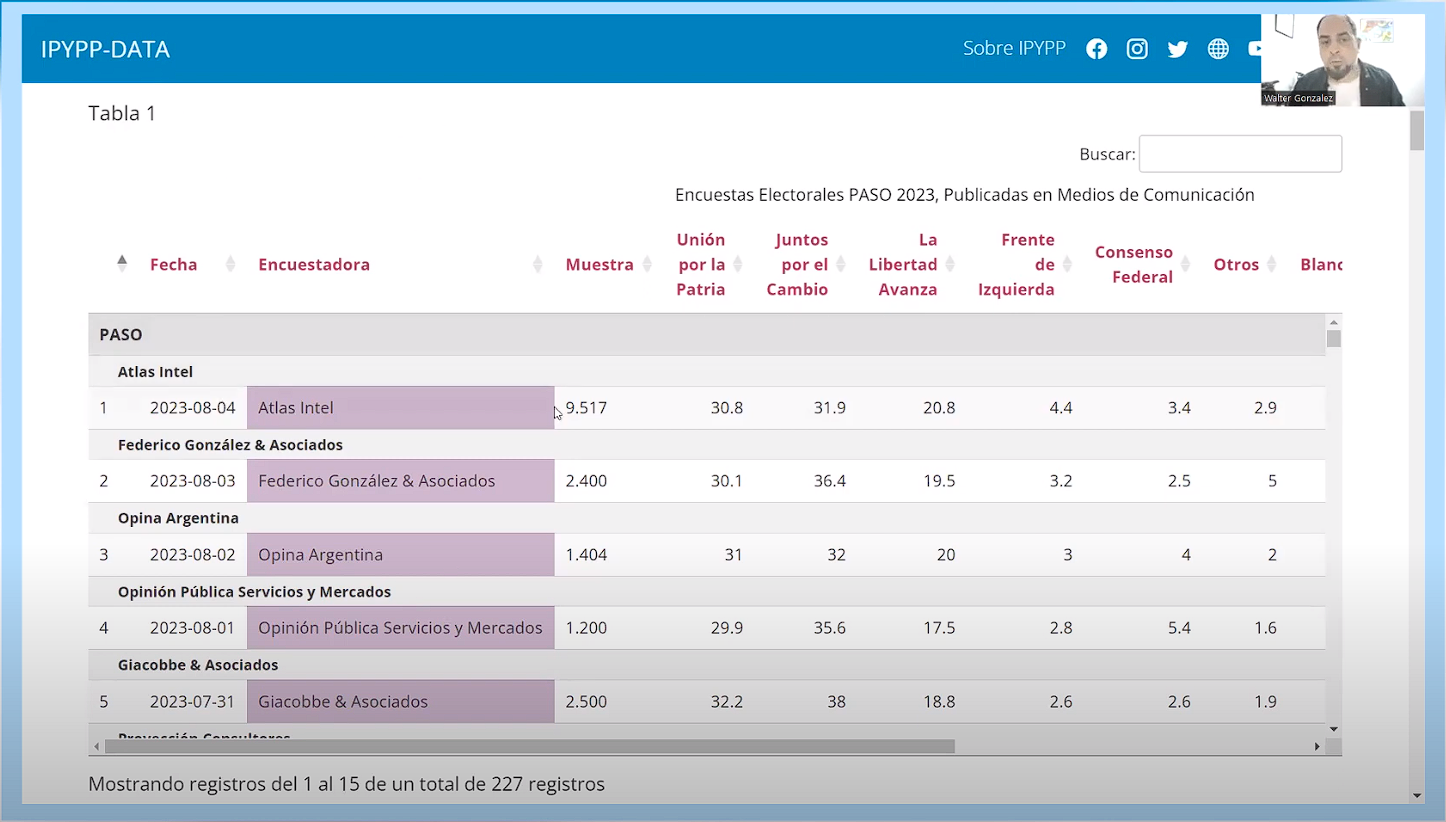 IPYPP-DATA
Sobre IPYPP
Walter Gonzalez
Tabla 1
Buscar:
Encuestas Electorales PASO 2023, Publicadas en Medios de Comunicación
Fecha Encuestadora Muestra Unión por la Patria Juntos por el Cambio La Libertad Avanza Frente de Izquierda Consenso Federal Otros Blanc
PASO
Atlas Intel
1 2023-08-04 Atlas Intel 9.517 30.8 31.9 20.8 4.4 3.4 2.9
Federico González & Asociados
2 2023-08-03 Federico González & Asociados 2.400 30.1 36.4 19.5 3.2 2.5 5
Opina Argentina
3 2023-08-02 Opina Argentina 1.404 31 32 20 3 4 2
Opinión Pública Servicios y Mercados
4 2023-08-01 Opinión Pública Servicios y Mercados 1.200 29.9 35.6 17.5 2.8 5.4 1.6
Giacobbe & Asociados
5 2023-07-31 Giacobbe & Asociados 2.500 32.2 38 18.8 2.6 2.6 1.9
Proyección Consultores
Mostrando registros del 1 al 15 de un total de 227 registros